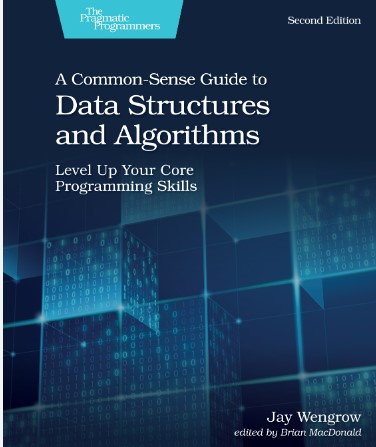 The
Pragmatic
Programmers
Second Edition
A Common-Sense Guide to
Data Structures
and Algorithms
Level Up Your Core
Programming Skills
Jay Wengrow
edited by Brian MacDonald